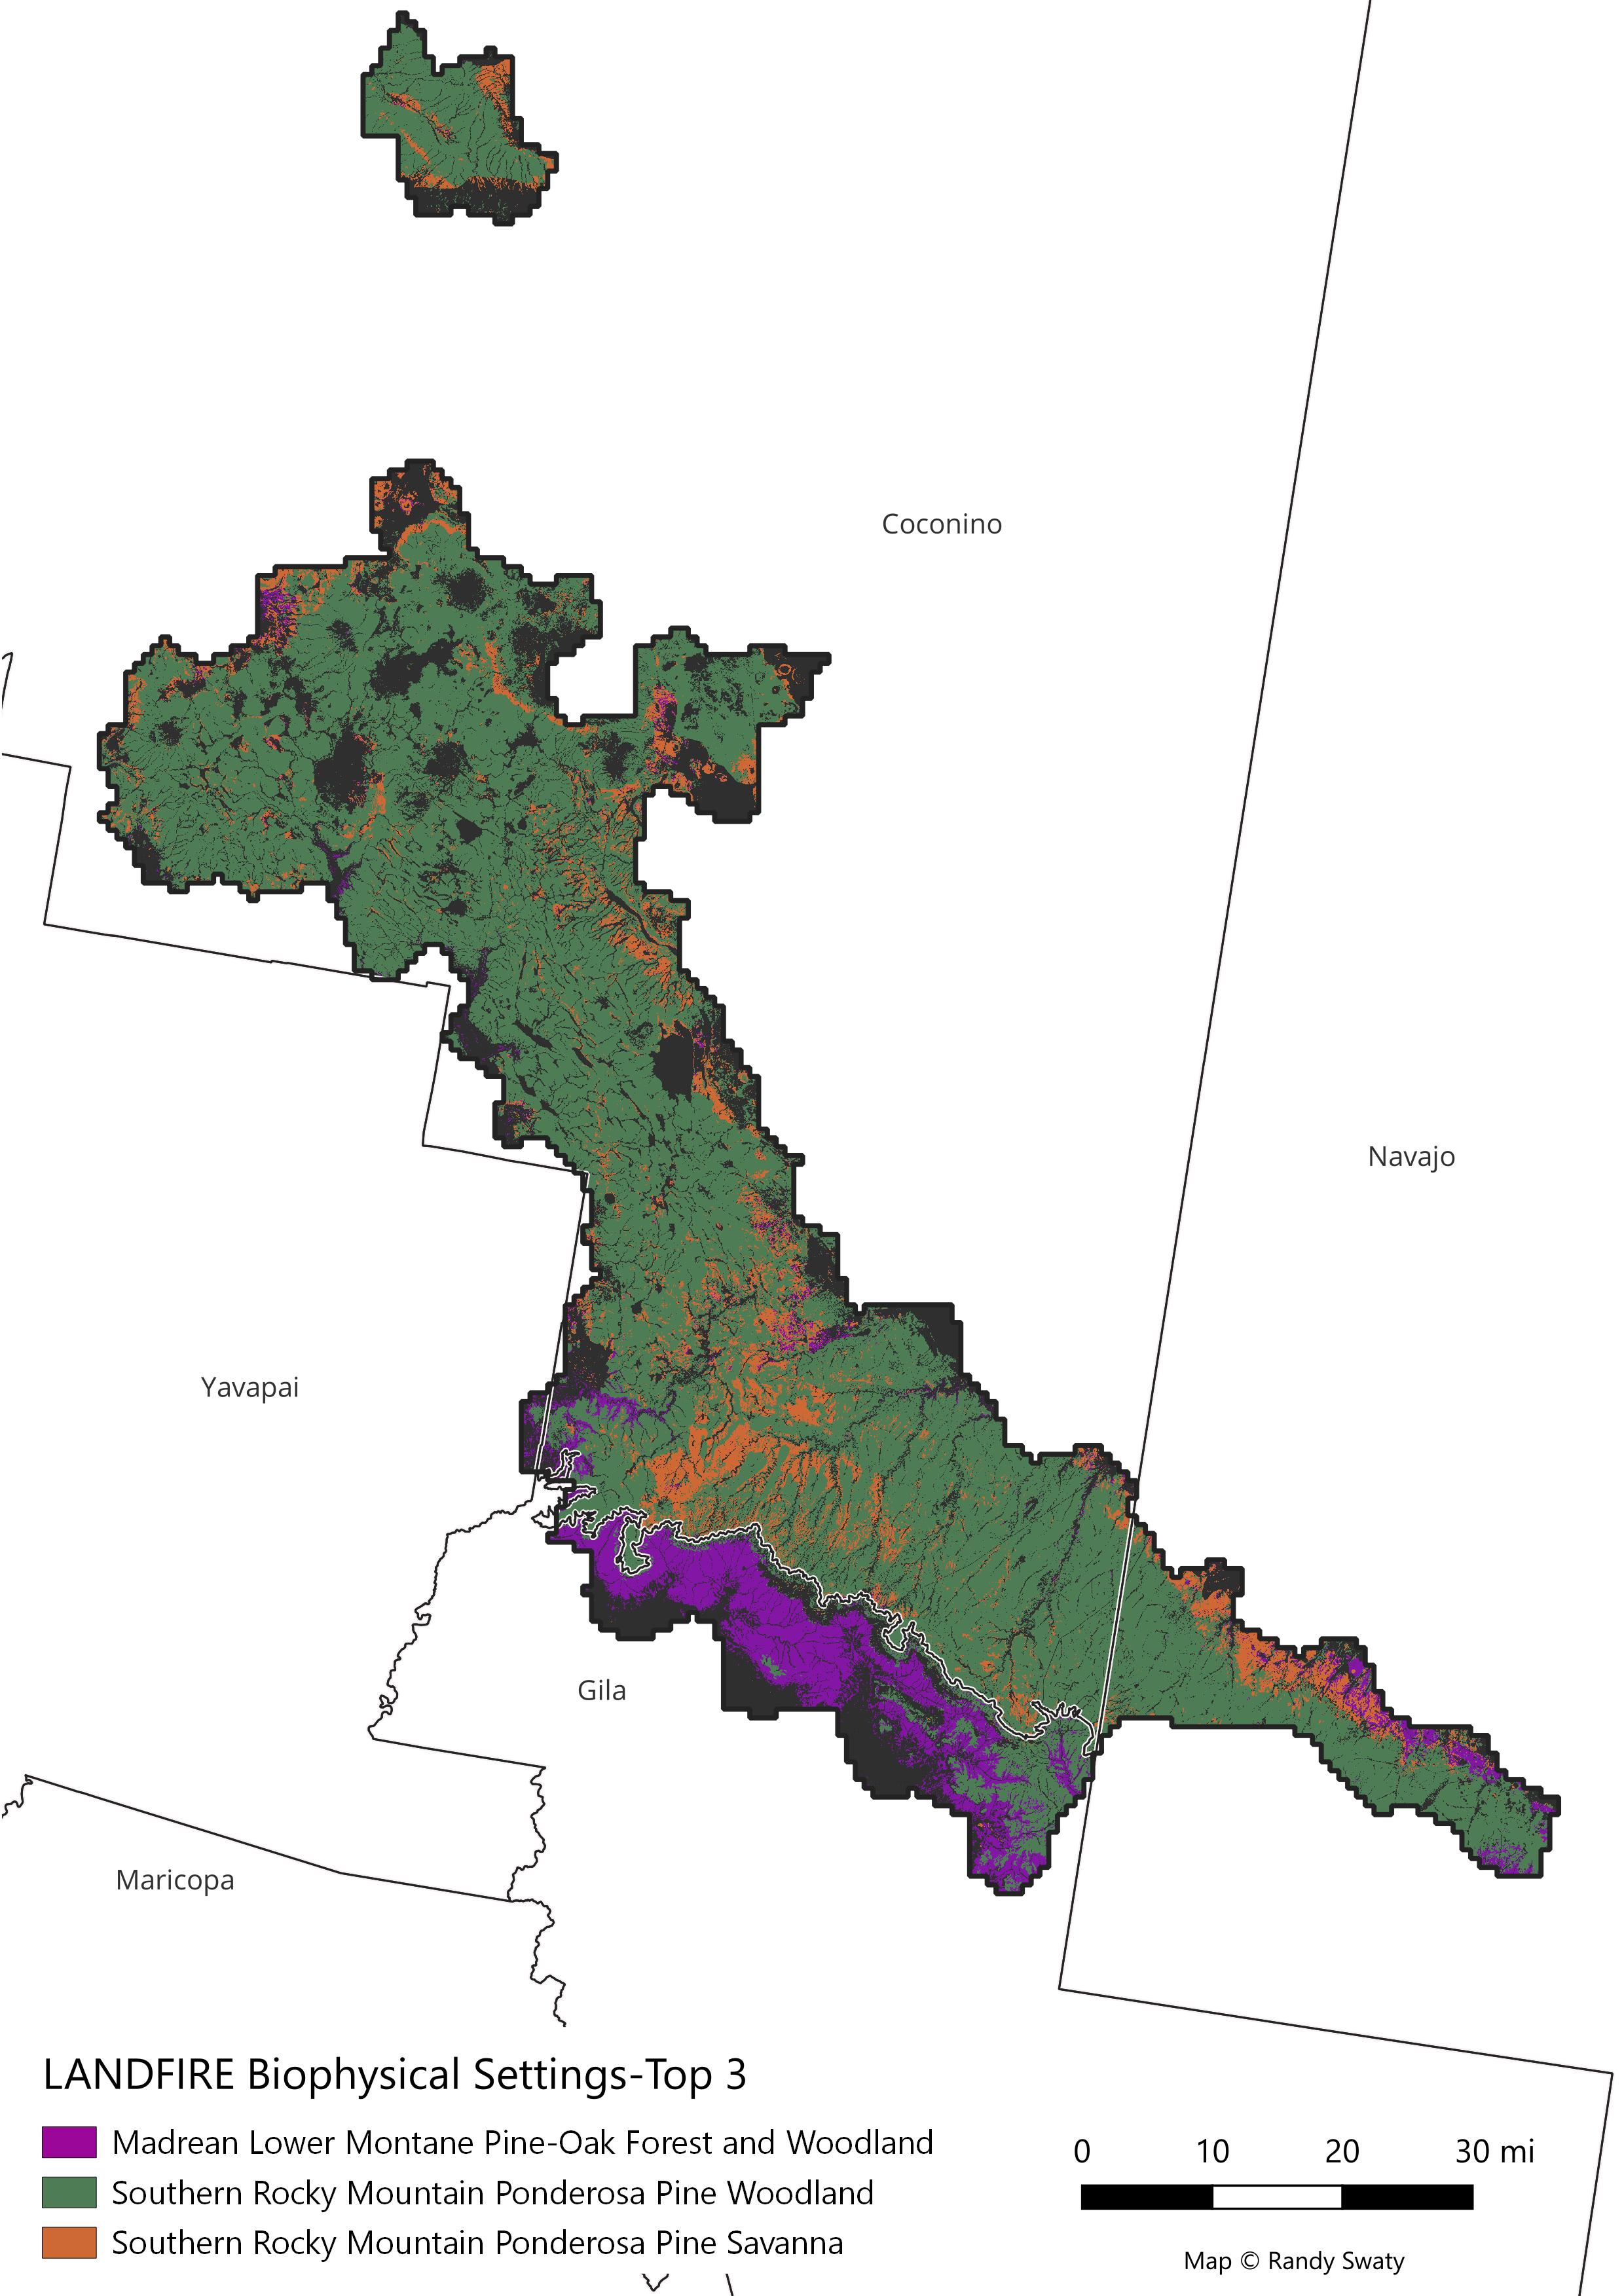 Coconino
Navajo
Yavapai
Gila
Maricopa
LANDFIRE Biophysical Settings-Top 3
Madrean Lower Montane Pine-Oak Forest and Woodland
Southern Rocky Mountain Ponderosa Pine Woodland
Southern Rocky Mountain Ponderosa Pine Savanna
0 10 20 30 mi
Map © Randy Swaty